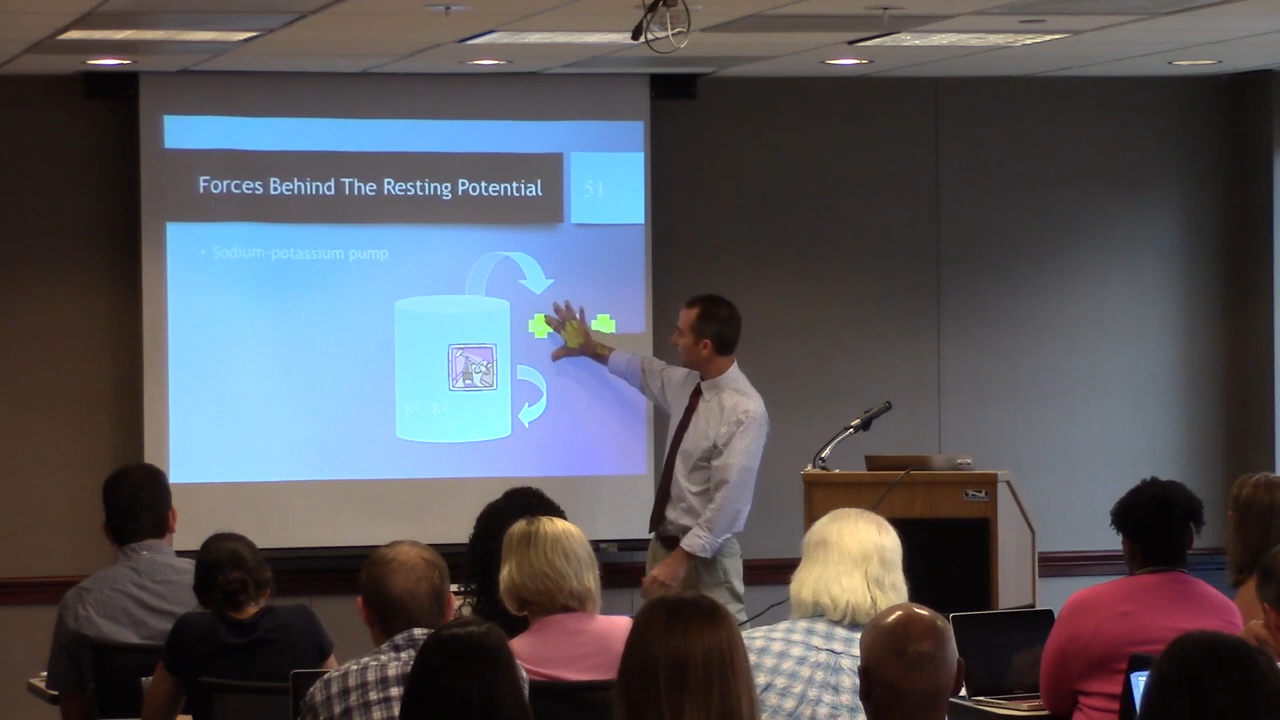 Forces Behind The Resting Potential
51
• Sodium-potassium pump
K+ K+